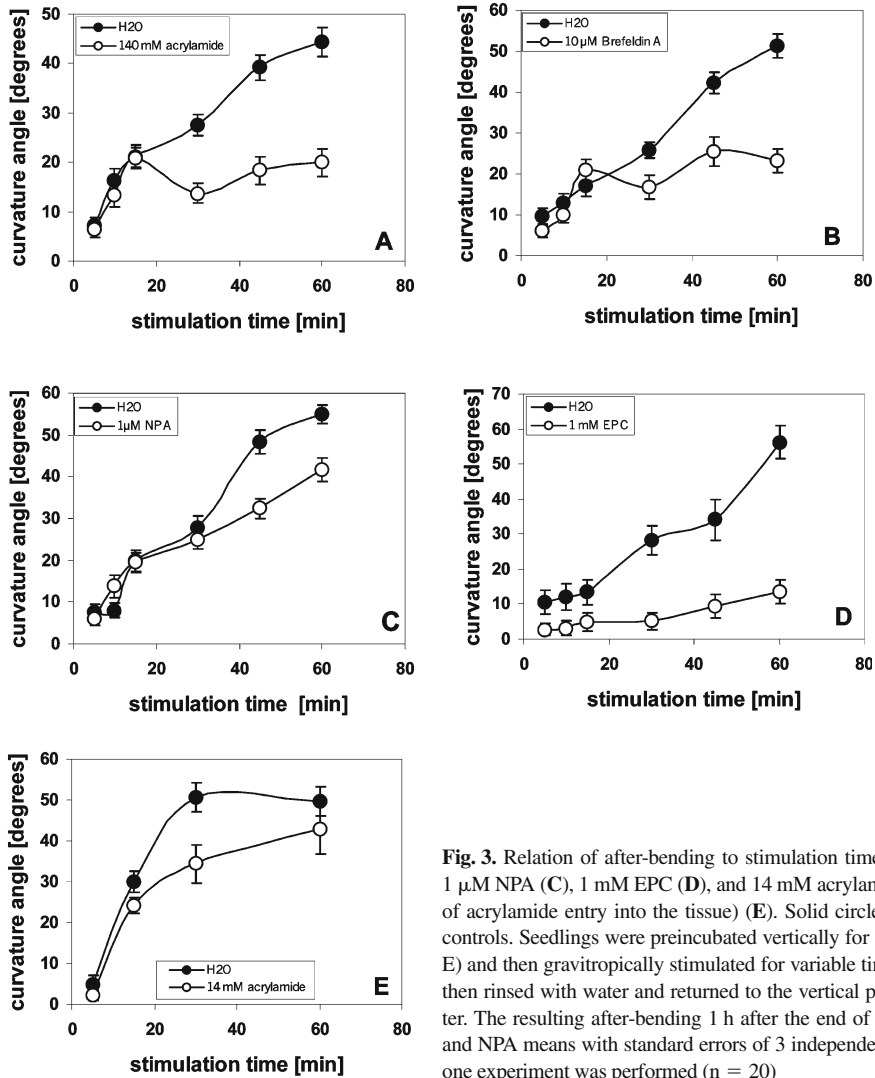 curvature angle [degrees]
50
40
30
20
10
0
H2O
140 mM acrylamide
A
0 20 40 60 80
stimulation time [min]
curvature angle [degrees]
60
50
40
30
20
10
0
H2O
10 µM Brefeldin A
B
0 20 40 60 80
stimulation time [min]
curvature angle [degrees]
60
50
40
30
20
10
0
H2O
1µM NPA
C
0 20 40 60 80
stimulation time [min]
curvature angle [degrees]
70
60
50
40
30
20
10
0
H2O
1 mM EPC
D
0 20 40 60 80
stimulation time [min]
curvature angle [degrees]
60
50
40
30
20
10
0
H2O
14 mM acrylamide
E
0 20 40 60 80
stimulation time [min]
Fig. 3. Relation of after-bending to stimulation time
1 µM NPA (C), 1 mM EPC (D), and 14 mM acrylam
of acrylamide entry into the tissue) (E). Solid circle
controls. Seedlings were preincubated vertically for
E) and then gravitropically stimulated for variable tin
then rinsed with water and returned to the vertical p
ter. The resulting after-bending 1 h after the end of
and NPA means with standard errors of 3 independe
one experiment was performed (n = 20)